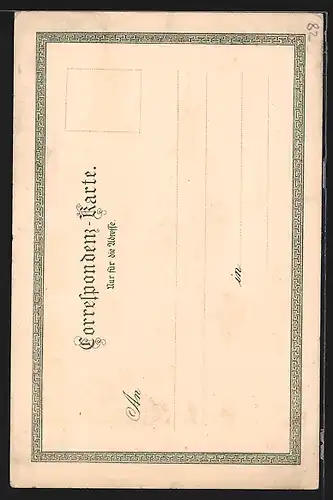 Correspondenz-Karte.
Nur für die Adresse.
An
in
82